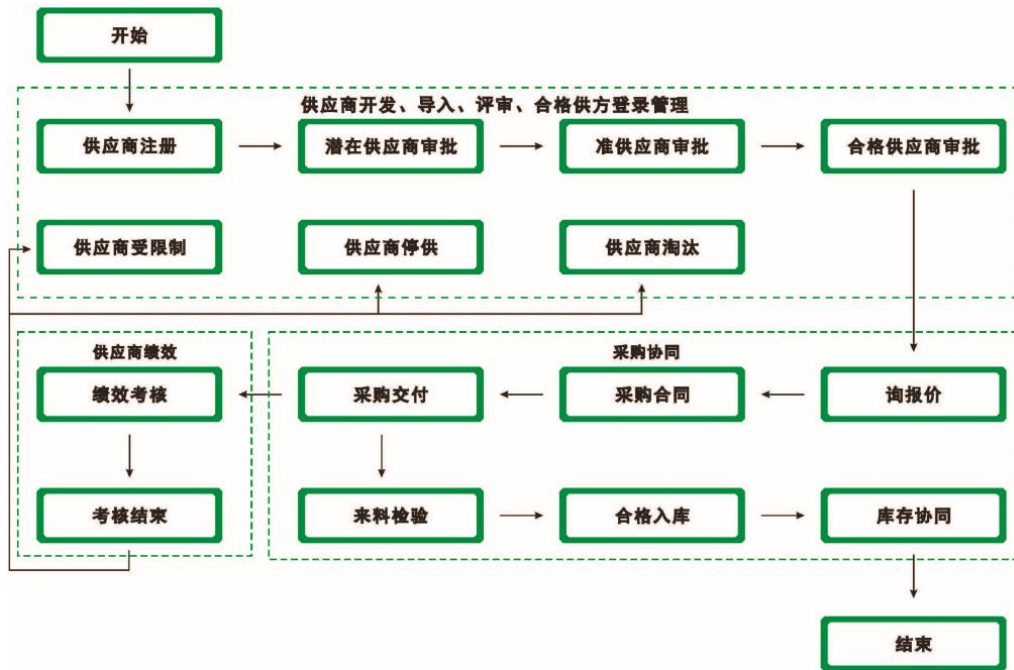 开始
供应商开发、导入、评审、合格供方登录管理
供应商注册
潜在供应商审批
准供应商审批
合格供应商审批
供应商受限制
供应商停供
供应商淘汰
供应商绩效
采购协同
绩效考核
采购交付
采购合同
询报价
考核结束
来料检验
合格入库
库存协同
结束